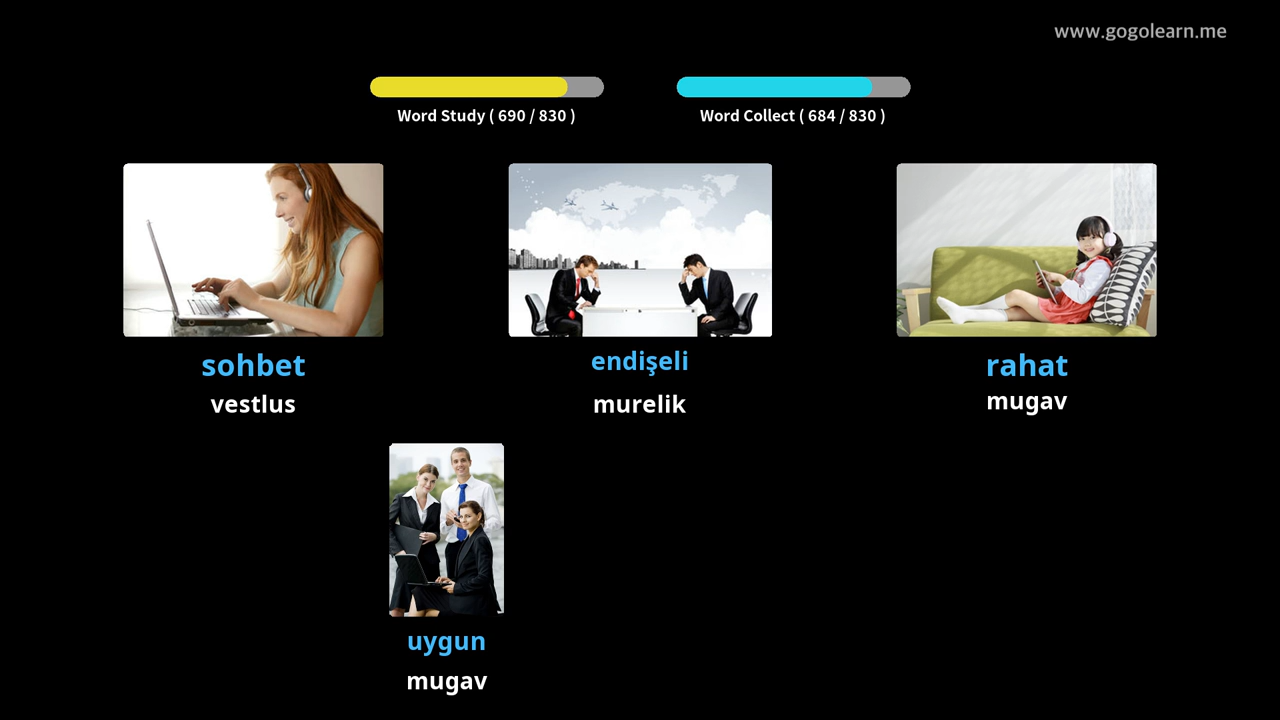 www.gogolearn.me
Word Study ( 690 / 830 )
Word Collect ( 684 / 830 )
sohbet
vestlus
endişeli
murelik
rahat
mugav
uygun
mugav